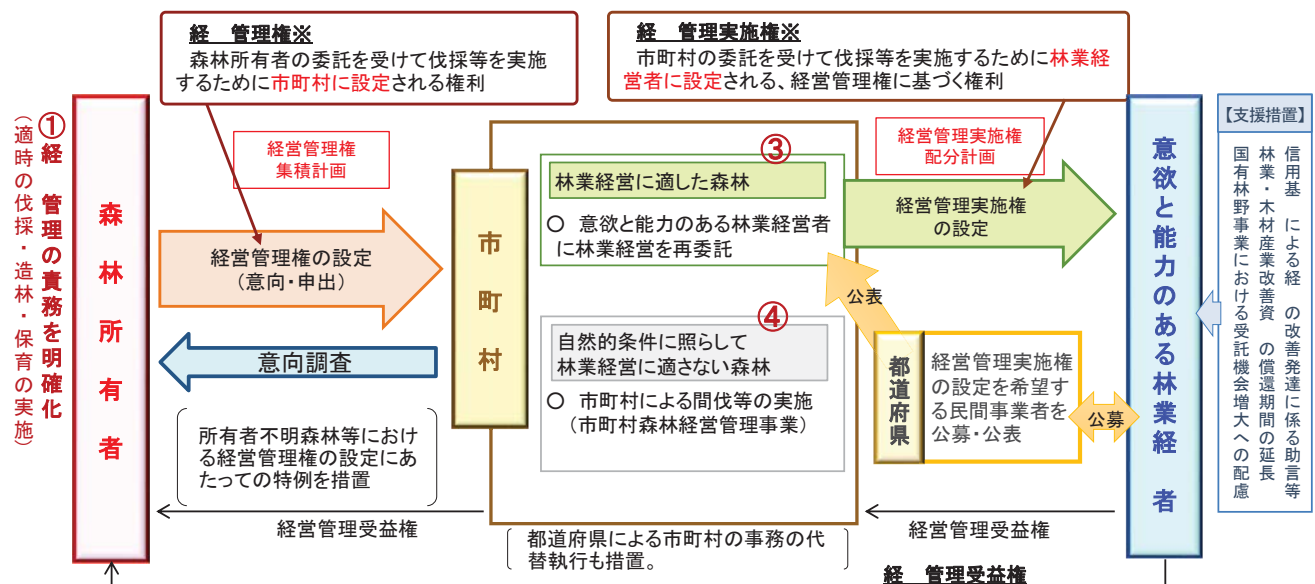 経　管理権※
森林所有者の委託を受けて伐採等を実施
するために市町村に設定される権利
経　管理実施権※
市町村の委託を受けて伐採等を実施するために林業経
営者に設定される、経営管理権に基づく権利
①経　管理の責務を明確化
（適時の伐採・造林・保育の実施）
森林所有者
経営管理権
集積計画
経営管理権の設定
（意向・申出）
意向調査
所有者不明森林等におけ
る経営管理権の設定にあ
たっての特例を措置
経営管理受益権
市町村
③
林業経営に適した森林
○ 意欲と能力のある林業経営者
に林業経営を再委託
④
自然的条件に照らして
林業経営に適さない森林
○ 市町村による間伐等の実施
（市町村森林経営管理事業）
都道府県による市町村の事務の代
替執行も措置。
経営管理実施権
配分計画
経営管理実施権
の設定
公表
都道府県
経営管理実施権
の設定を希望す
る民間事業者を
公募・公表
公募
経営管理受益権
経　管理受益権
意欲と能力のある林業経　者
【支援措置】
信用基　による経　の改善発達に係る助言等
林業・木材産業改善資　の償還期間の延長
国有林野事業における受託機会増大への配慮